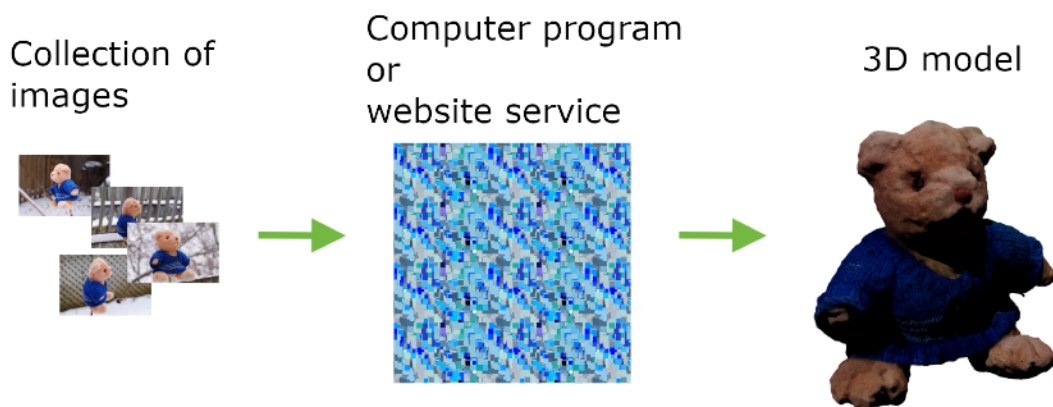 Collection of
images
Computer program
or
website service
3D model